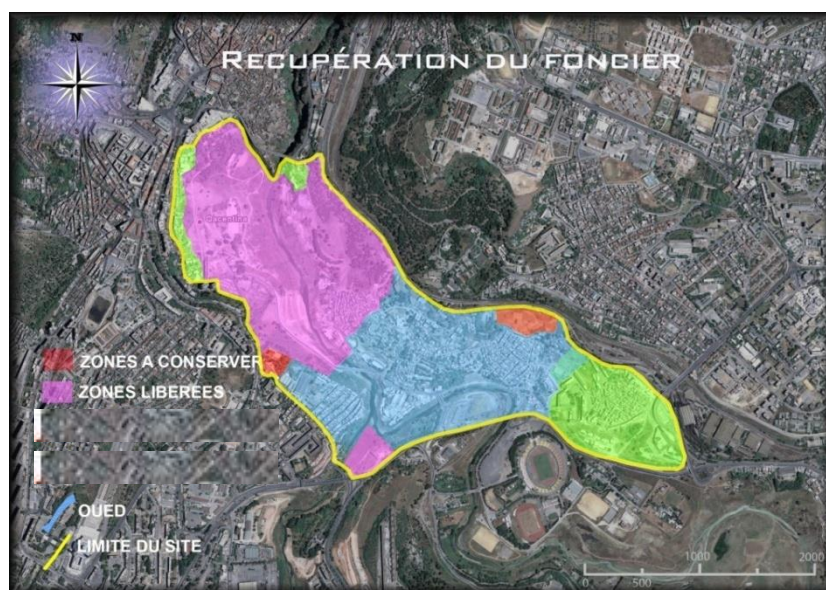 N
RECUPÉRATION DU FONCIER
ZONES A CONSERVER
ZONES LIBEREES
OUED
LIMITE DU SITE
1000
2000
0
500